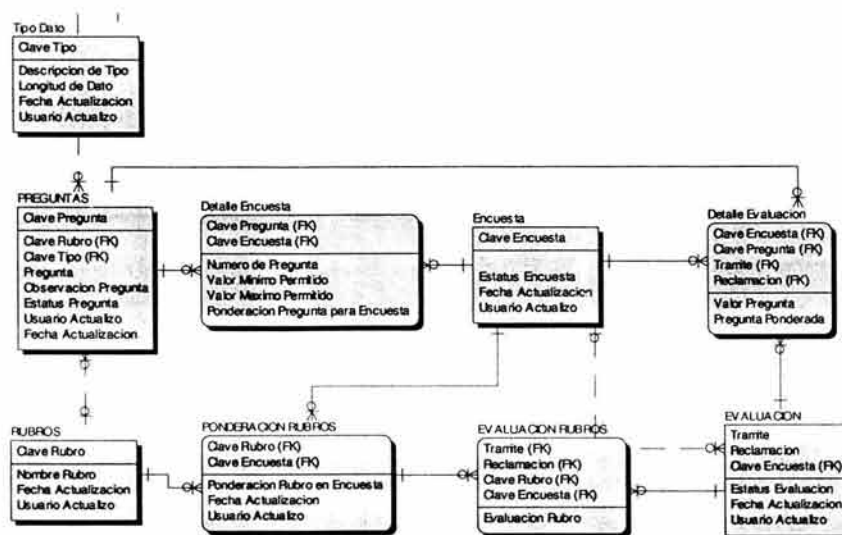 Tipo Dato
Clave Tipo
Descripcion de Tipo
Longitud de Dato
Fecha Actualizacion
Usuario Actualizo
PREGUNTAS
Clave Pregunta
Clave Rubro (FK)
Clave Tipo (FK)
Pregunta
Observacion Pregunta
Estatus Pregunta
Usuario Actualizo
Fecha Actualizacion
Detalle Encuesta
Clave Pregunta (FK)
Clave Encuesta (FK)
Numero de Pregunta
Valor Minimo Permitido
Valor Maximo Permitido
Ponderacion Pregunta para Encuesta
Encuesta
Clave Encuesta
Estatus Encuesta
Fecha Actualizacion
Usuario Actualizo
Detalle Evaluacion
Clave Encuesta (FK)
Clave Pregunta (FK)
Tramite (FK)
Reclamacion (FK)
Valor Pregunta
Pregunta Ponderada
RUBROS
Clave Rubro
Nombre Rubro
Fecha Actualizacion
Usuario Actualizo
PONDERACION RUBROS
Clave Rubro (FK)
Clave Encuesta (FK)
Ponderacion Rubro en Encuesta
Fecha Actualizacion
Usuario Actualizo
EVALUACION RUBROS
Tramite (FK)
Reclamacion (FK)
Clave Rubro (FK)
Clave Encuesta (FK)
Evaluacion Rubro
EVALUACION
Tramite
Reclamacion
Clave Encuesta (FK)
Estatus Evaluacion
Fecha Actualizacion
Usuario Actualizo